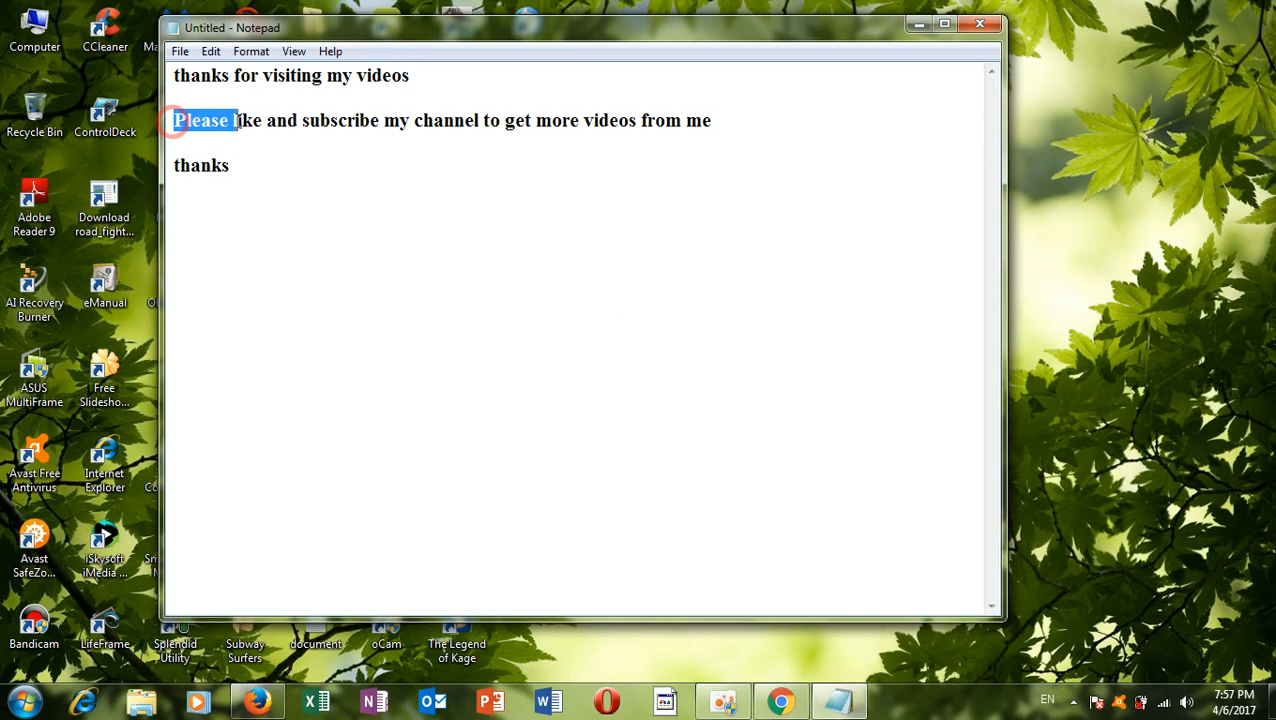 Untitled - Notepad
File Edit Format View Help
thanks for visiting my videos
Please like and subscribe my channel to get more videos from me
thanks
Computer
CCleaner
Recycle Bin
ControlDeck
Adobe
Reader 9
Download
road_fight...
AI Recovery
Burner
eManual
ASUS
MultiFrame
Free
Slidesho...
Avast Free
Antivirus
Internet
Explorer
Avast
SafeZo...
iSkysoft
iMedia ...
Bandicam
LifeFrame
Splendid
Utility
Subway
Surfers
document
oCam
The Legend
of Kage
EN
7:57 PM
4/6/2017